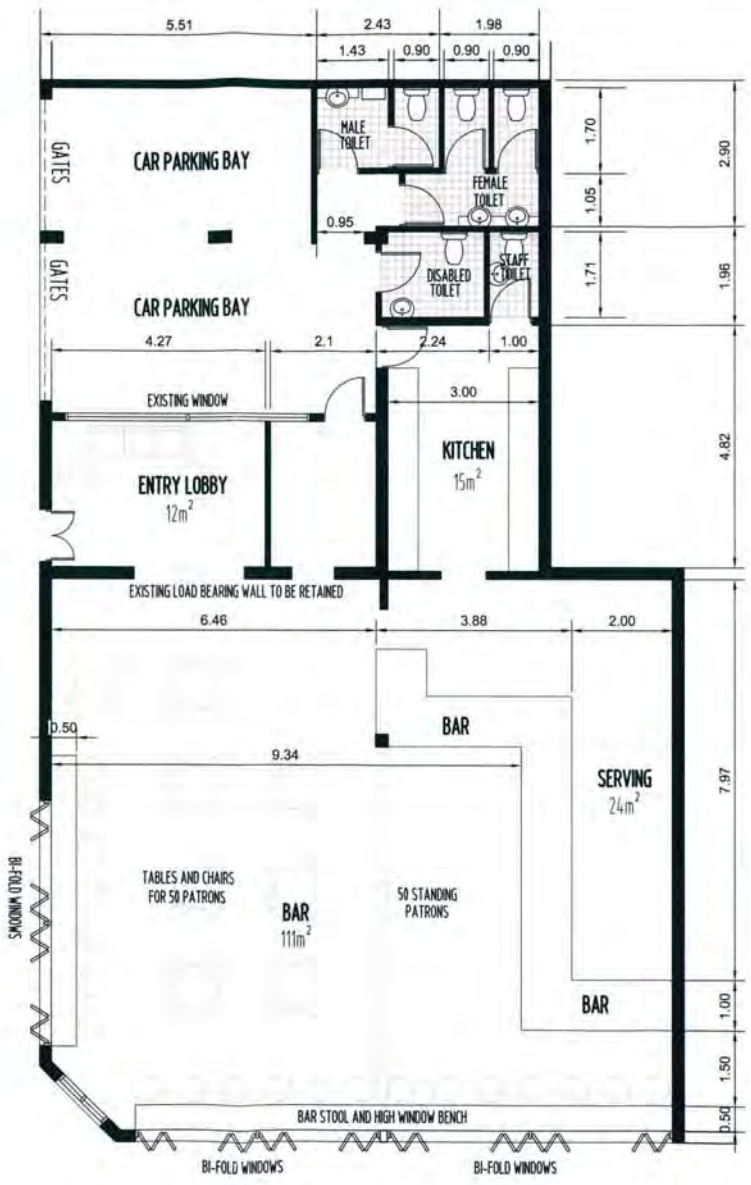 5.51
2.43
1.98
1.43
0.90
0.90
0.90
GATES
CAR PARKING BAY
MALE
TOILET
FEMALE
TOILET
1.70
2.90
1.05
0.95
GATES
CAR PARKING BAY
DISABLED
TOILET
STAFF
TOILET
1.71
1.96
4.27
2.1
2.24
1.00
EXISTING WINDOW
3.00
ENTRY LOBBY
12m²
KITCHEN
15m²
4.82
EXISTING LOAD BEARING WALL TO BE RETAINED
6.46
3.88
2.00
0.50
BAR
9.34
SERVING
24m²
7.97
BI-FOLD WINDOWS
TABLES AND CHAIRS
FOR 50 PATRONS
50 STANDING
PATRONS
BAR
111m²
BAR
1.00
1.50
0.50
BAR STOOL AND HIGH WINDOW BENCH
BI-FOLD WINDOWS
BI-FOLD WINDOWS